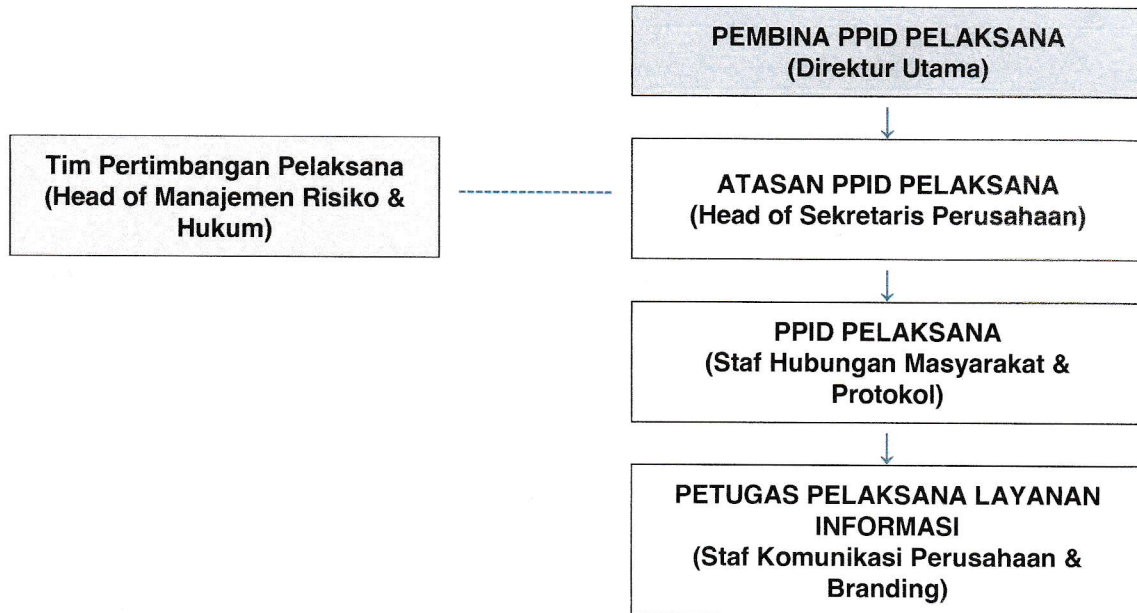 PEMBINA PPID PELAKSANA
(Direktur Utama)
Tim Pertimbangan Pelaksana
(Head of Manajemen Risiko &
Hukum)
ATASAN PPID PELAKSANA
(Head of Sekretaris Perusahaan)
PPID PELAKSANA
(Staf Hubungan Masyarakat &
Protokol)
PETUGAS PELAKSANA LAYANAN
INFORMASI
(Staf Komunikasi Perusahaan &
Branding)